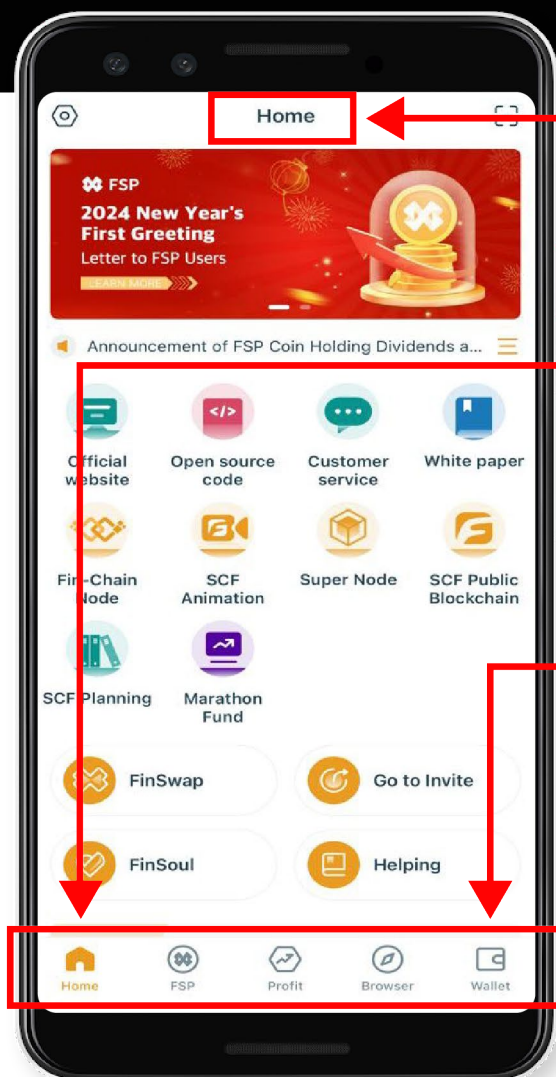 Home
FSP
2024 New Year's
First Greeting
Letter to FSP Users
LEARN MORE
Announcement of FSP Coin Holding Dividends a...
Official
website
Open source
code
Customer
service
White paper
Fin-Chain
Node
SCF
Animation
Super Node
SCF Public
Blockchain
SCF Planning
Marathon
Fund
FinSwap
Go to Invite
FinSoul
Helping
Home
FSP
Profit
Browser
Wallet